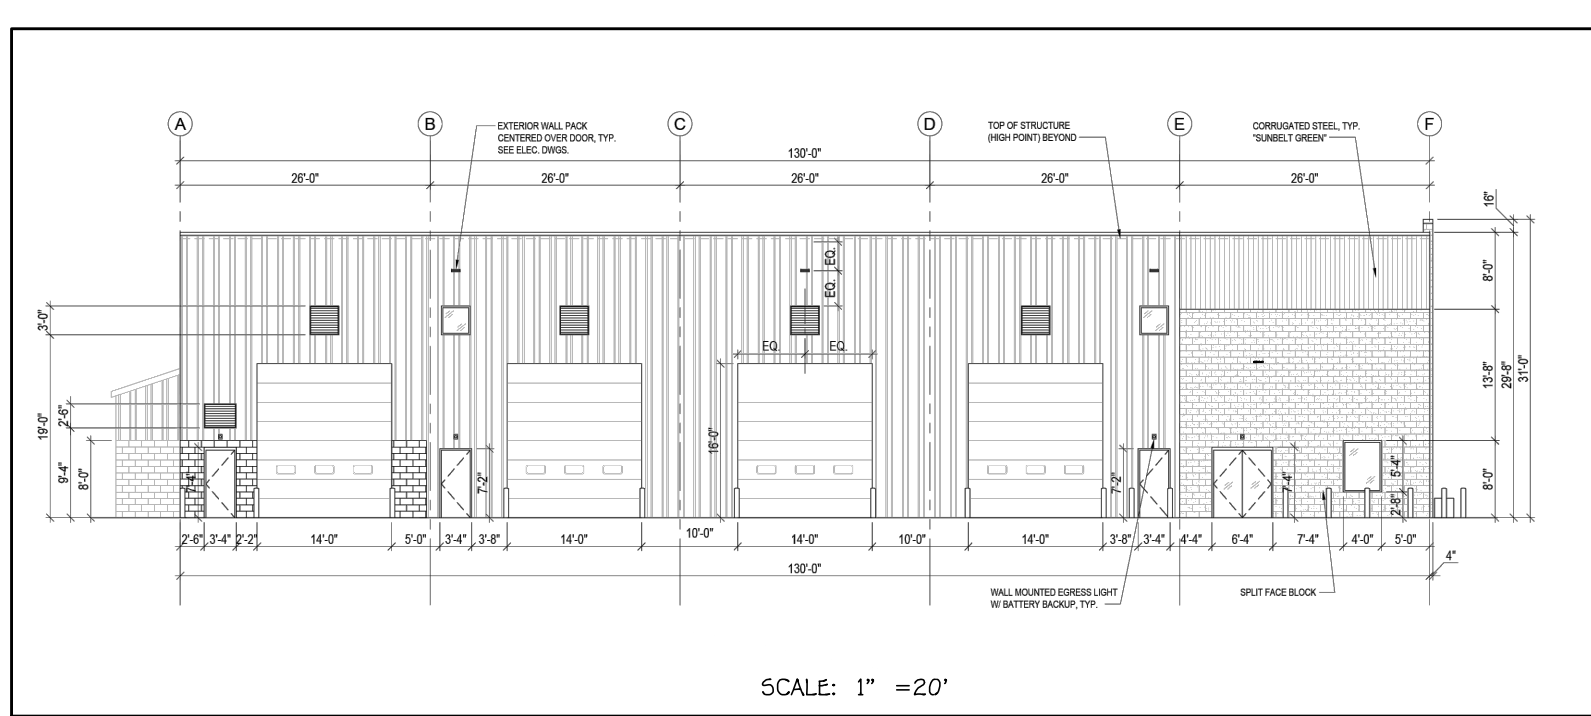 A
B
C
D
E
F
EXTERIOR WALL PACK
CENTERED OVER DOOR, TYP.
SEE ELEC. DWGS.
TOP OF STRUCTURE
(HIGH POINT) BEYOND
CORRUGATED STEEL, TYP.
"SUNBELT GREEN"
130'-0"
26'-0" 26'-0" 26'-0" 26'-0" 26'-0"
16"
EQ.
EQ.
8'-0"
3'-0"
EQ. EQ.
13'-8"
29'-8"
31'-0"
19'-0"
2'-6"
9'-4"
8'-0"
7'-4"
7'-2"
16'-0"
7'-2"
7'-4"
5'-4"
2'-8"
8'-0"
2'-6" 3'-4" 2'-2" 14'-0" 5'-0" 3'-4" 3'-8" 14'-0" 10'-0" 14'-0" 10'-0" 14'-0" 3'-8" 3'-4" 4'-4" 6'-4" 7'-4" 4'-0" 5'-0"
4"
130'-0"
WALL MOUNTED EGRESS LIGHT
W/ BATTERY BACKUP, TYP.
SPLIT FACE BLOCK
SCALE: 1" =20'